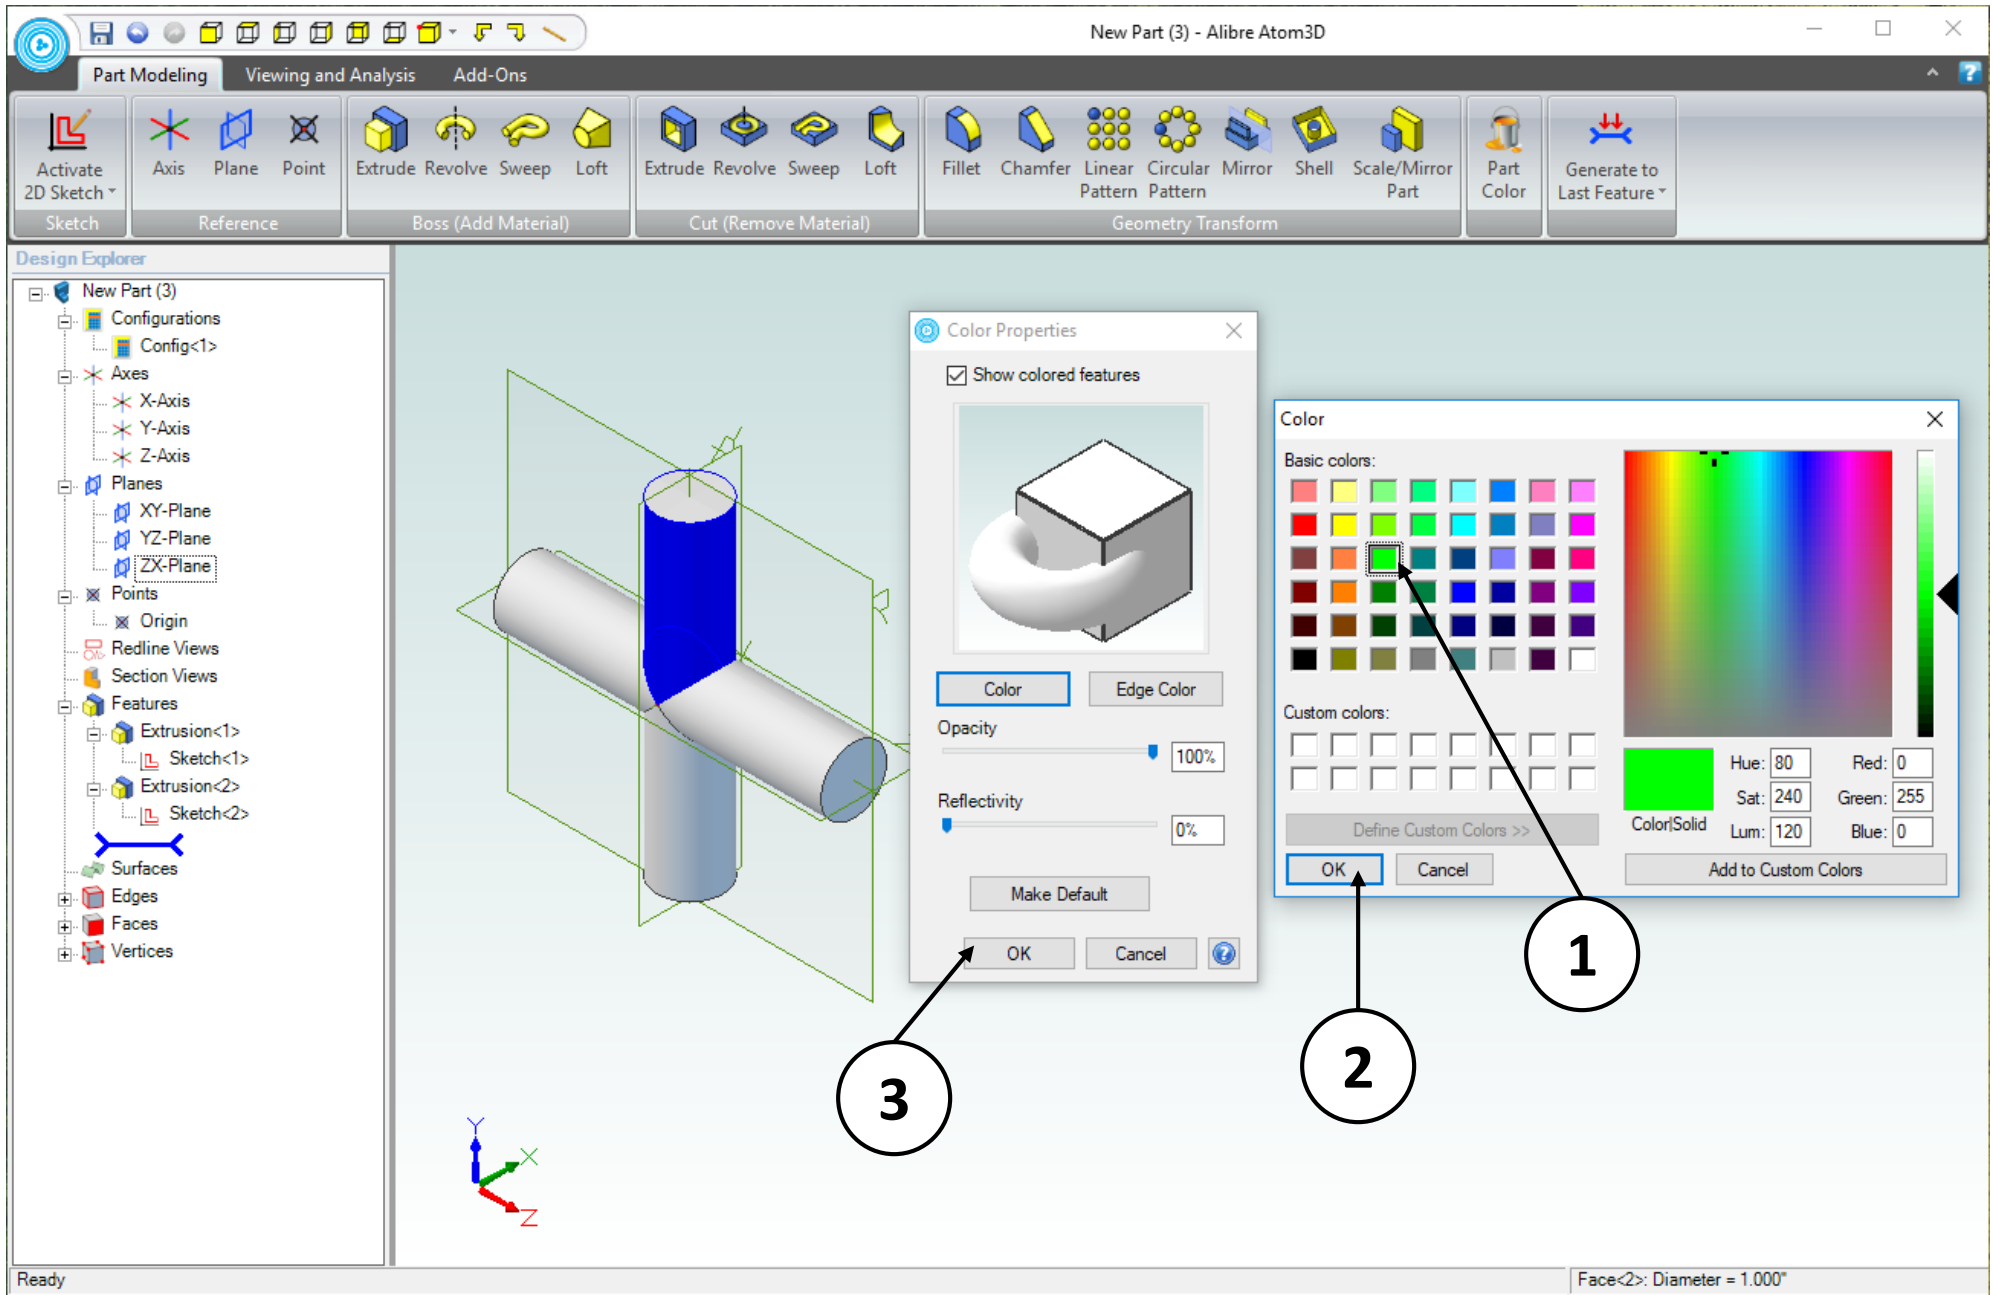 New Part (3) - Alibre Atom3D
Part Modeling
Viewing and Analysis
Add-Ons
Activate
2D Sketch
Axis
Plane
Point
Extrude
Revolve
Sweep
Loft
Extrude
Revolve
Sweep
Loft
Fillet
Chamfer
Linear
Pattern
Circular
Pattern
Mirror
Shell
Scale/Mirror
Part
Part
Color
Generate to
Last Feature
Sketch
Reference
Boss (Add Material)
Cut (Remove Material)
Geometry Transform
Design Explorer
New Part (3)
Configurations
Config<1>
Axes
X-Axis
Y-Axis
Z-Axis
Planes
XY-Plane
YZ-Plane
ZX-Plane
Points
Origin
Redline Views
Section Views
Features
Extrusion<1>
Sketch<1>
Extrusion<2>
Sketch<2>
Surfaces
Edges
Faces
Vertices
Y
X
Z
Color Properties
Show colored features
Color
Edge Color
Opacity
100%
Reflectivity
0%
Make Default
OK
Cancel
?
Color
Basic colors:
Custom colors:
Define Custom Colors >>
OK
Cancel
Color|Solid
Hue: 80
Sat: 240
Lum: 120
Red: 0
Green: 255
Blue: 0
Add to Custom Colors
1
2
3
Ready
Face<2>: Diameter = 1.000"